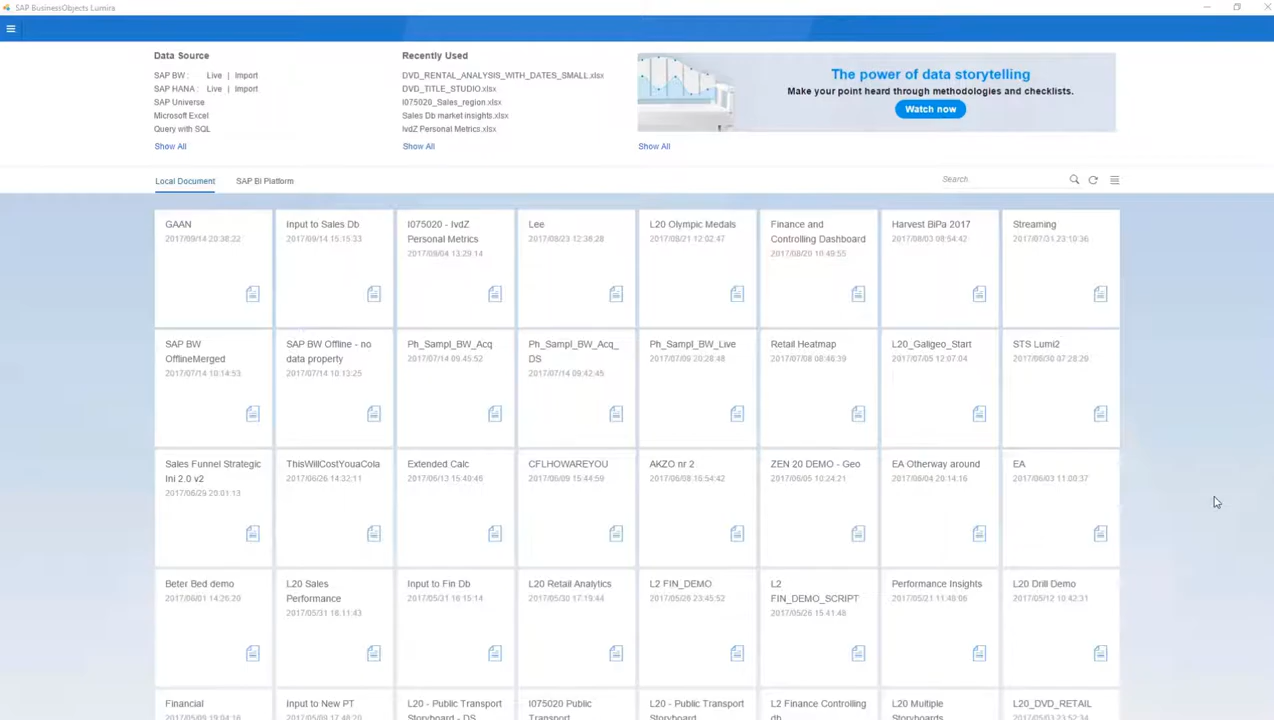 SAP BusinessObjects Lumira
Data Source
SAP BW : Live | Import
SAP HANA : Live | Import
SAP Universe
Microsoft Excel
Query with SQL
Show All
Recently Used
DVD_RENTAL_ANALYSIS_WITH_DATES_SMALL.xlsx
DVD_TITLE_STUDIO.xlsx
I075020_Sales_region.xlsx
Sales Db market insights.xlsx
IvdZ Personal Metrics.xlsx
Show All
The power of data storytelling
Make your point heard through methodologies and checklists.
Watch now
Show All
Local Document SAP BI Platform
Search.
GAAN
2017/09/14 20:38:22
Input to Sales Db
2017/09/14 15:15:33
I075020 - IvdZ
Personal Metrics
2017/09/04 13:29:14
Lee
2017/08/23 12:36:28
L20 Olympic Medals
2017/08/21 12:02:47
Finance and
Controlling Dashboard
2017/08/20 10:49:55
Harvest BiPa 2017
2017/08/03 08:54:42
Streaming
2017/07/31 23:10:36
SAP BW
OfflineMerged
2017/07/14 10:14:53
SAP BW Offline - no
data property
2017/07/14 10:13:25
Ph_Sampl_BW_Acq
2017/07/14 09:45:52
Ph_Sampl_BW_Acq_
DS
2017/07/14 09:42:45
Ph_Sampl_BW_Live
2017/07/09 20:28:48
Retail Heatmap
2017/07/08 08:46:39
L20_Galigeo_Start
2017/07/05 12:07:04
STS Lumi2
2017/06/30 07:28:29
Sales Funnel Strategic
Ini 2.0 v2
2017/06/29 20:01:13
ThisWillCostYouaCola
2017/06/26 14:32:11
Extended Calc
2017/06/13 15:40:46
CFLHOWAREYOU
2017/06/09 15:44:59
AKZO nr 2
2017/06/08 16:54:42
ZEN 20 DEMO - Geo
2017/06/05 10:24:21
EA Otherway around
2017/06/04 20:14:16
EA
2017/06/03 11:00:37
Beter Bed demo
2017/06/01 14:26:20
L20 Sales
Performance
2017/05/31 16:11:43
Input to Fin Db
2017/05/31 16:15:14
L20 Retail Analytics
2017/05/30 17:19:44
L2 FIN_DEMO
2017/05/26 23:45:52
L2
FIN_DEMO_SCRIPT
2017/05/26 15:41:48
Performance Insights
2017/05/21 11:48:06
L20 Drill Demo
2017/05/12 10:42:31
Financial
Input to New PT
L20 - Public Transport
Storyboard - DS
I075020 Public
Transport
L20 - Public Transport
Storyboard
L2 Finance Controlling
db
L20 Multiple
Storyboards
L20_DVD_RETAIL